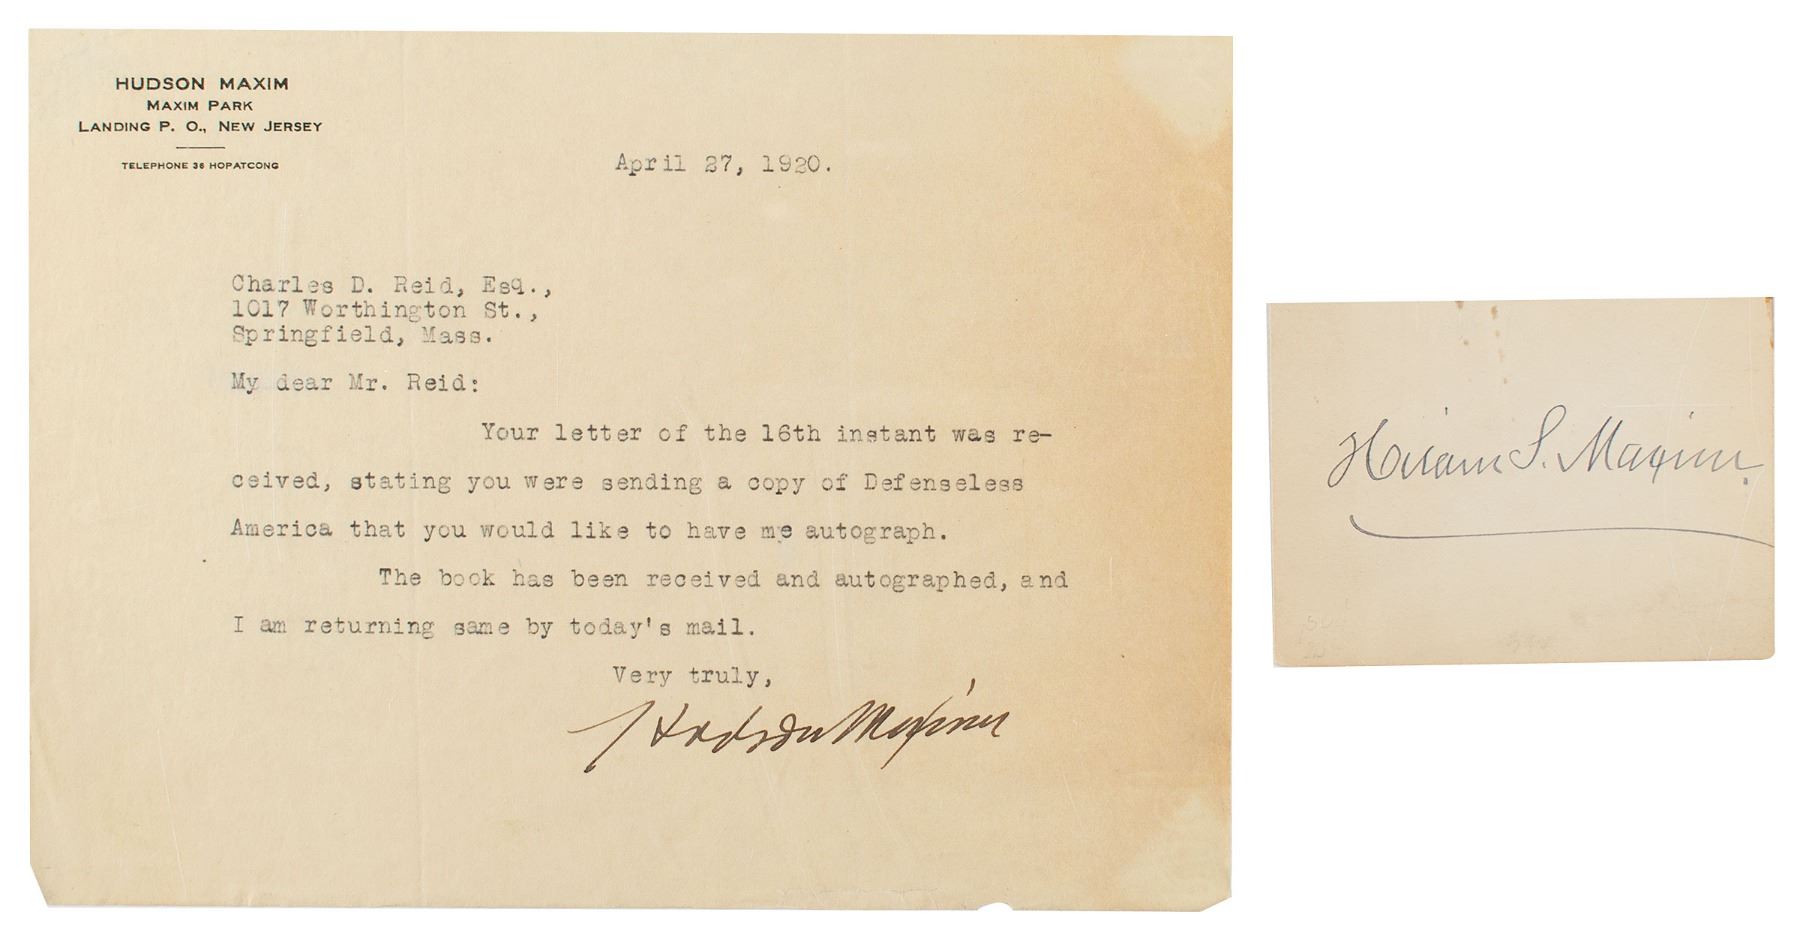 HUDSON MAXIM
MAXIM PARK
LANDING P. O., NEW JERSEY
TELEPHONE 36 HOPATCONG
April 27, 1920.
Charles D. Reid, Esq.,
1017 Worthington St.,
Springfield, Mass.
My dear Mr. Reid:
Your letter of the 16th instant was re-
ceived, stating you were sending a copy of Defenseless
America that you would like to have me autograph.
The book has been received and autographed, and
I am returning same by today's mail.
Very truly,
Hudson Maxim
Hiram S. Maxim.